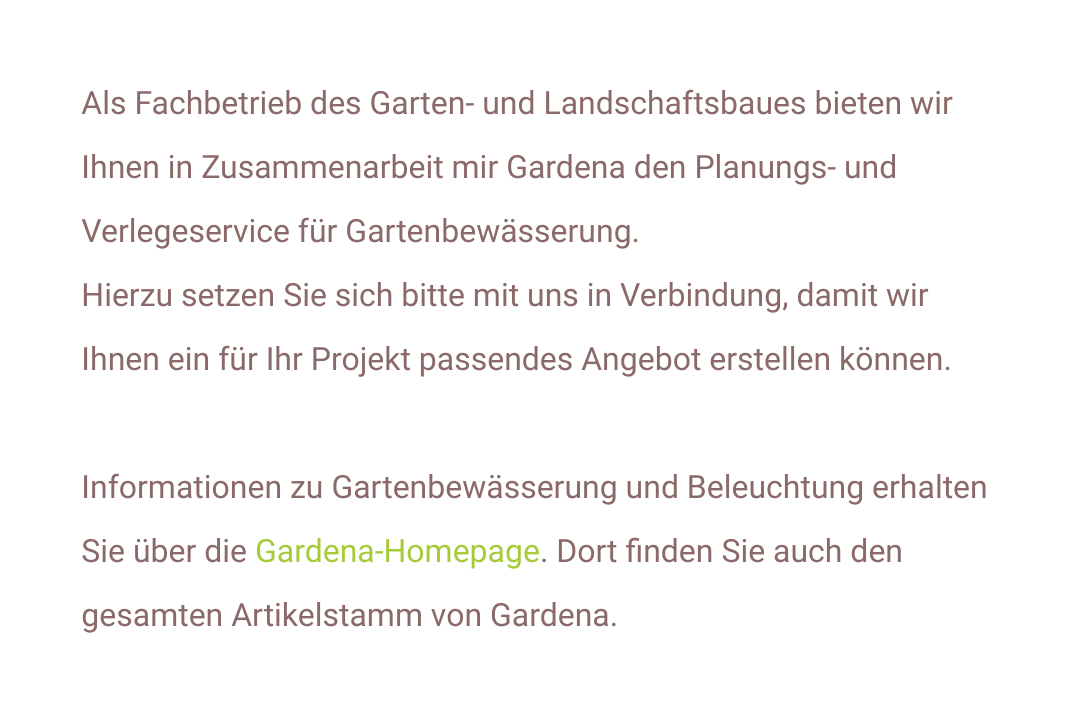 Als Fachbetrieb des Garten- und Landschaftsbaues bieten wir
Ihnen in Zusammenarbeit mir Gardena den Planungs- und
Verlegeservice für Gartenbewässerung.
Hierzu setzen Sie sich bitte mit uns in Verbindung, damit wir
Ihnen ein für Ihr Projekt passendes Angebot erstellen können.
Informationen zu Gartenbewässerung und Beleuchtung erhalten
Sie über die Gardena-Homepage. Dort finden Sie auch den
gesamten Artikelstamm von Gardena.